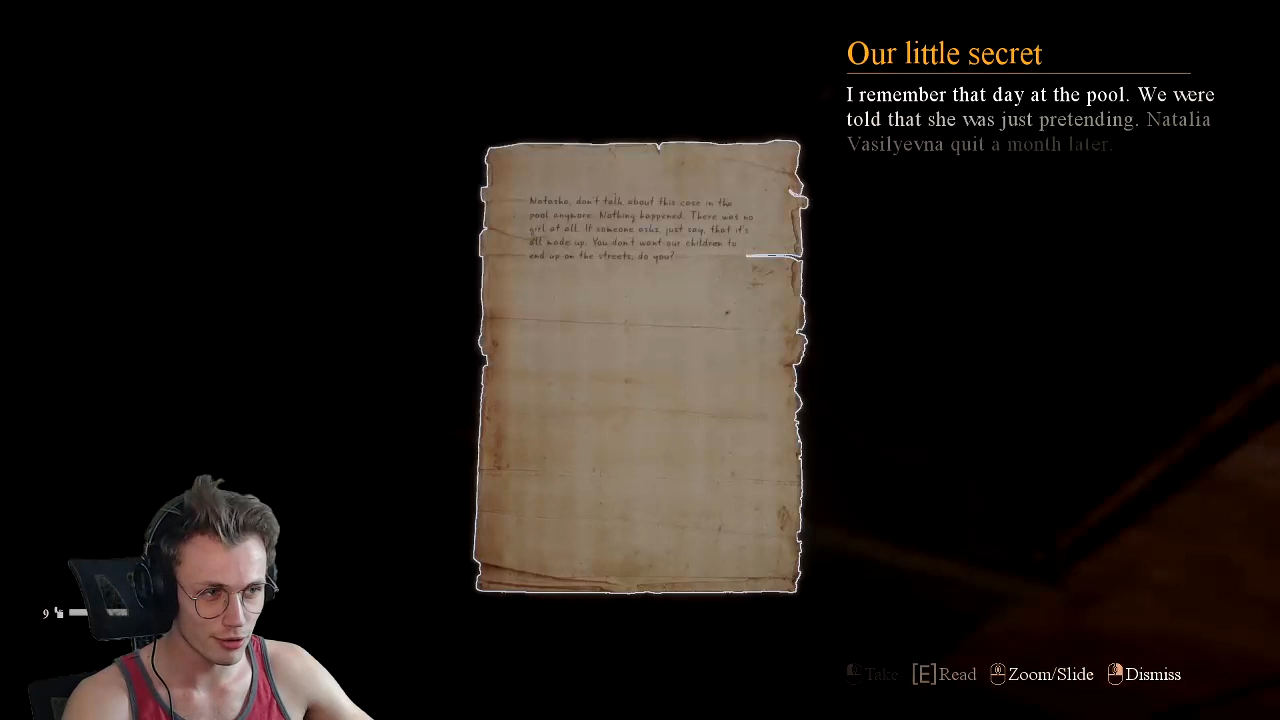 Our little secret
I remember that day at the pool. We were
told that she was just pretending. Natalia
Vasilyevna quit a month later.
Natasha, don't talk about this case in the
pool anymore. Nothing happened. There was no
girl at all. If someone asks, just say, that it's
all made up. You don't want our children to
end up on the streets, do you?
9
Take [E]Read Zoom/Slide Dismiss